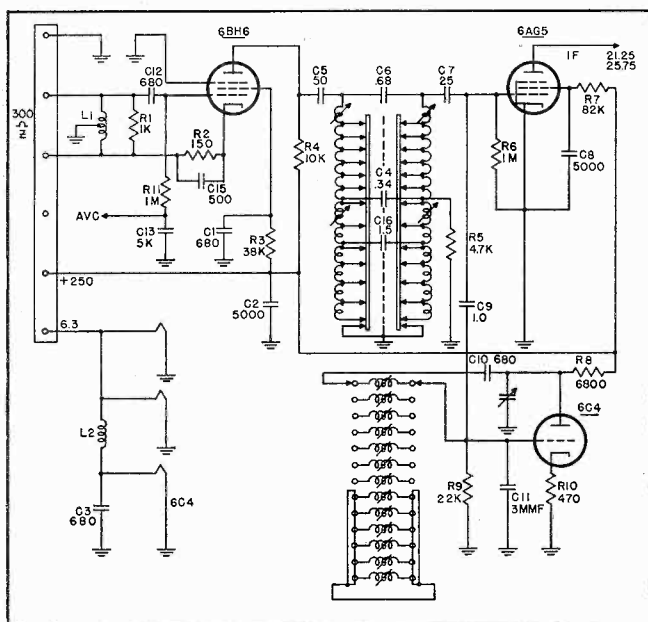 6BH6
6AG5
IF
21.25
25.75
C12
680
C5
50
C6
.68
C7
25
R7
82K
300
L1
R1
1K
R2
150
C15
500
R4
10K
C4
.34
R6
1M
C8
5000
R11
1M
AVC
C13
5K
C1
680
R3
38K
C16
1.5
R5
4.7K
+250
C2
5000
C9
1.0
6.3
C10 680
R8
6800
6C4
L2
C3
680
6C4
R9
22K
C11
3MMF
R10
470